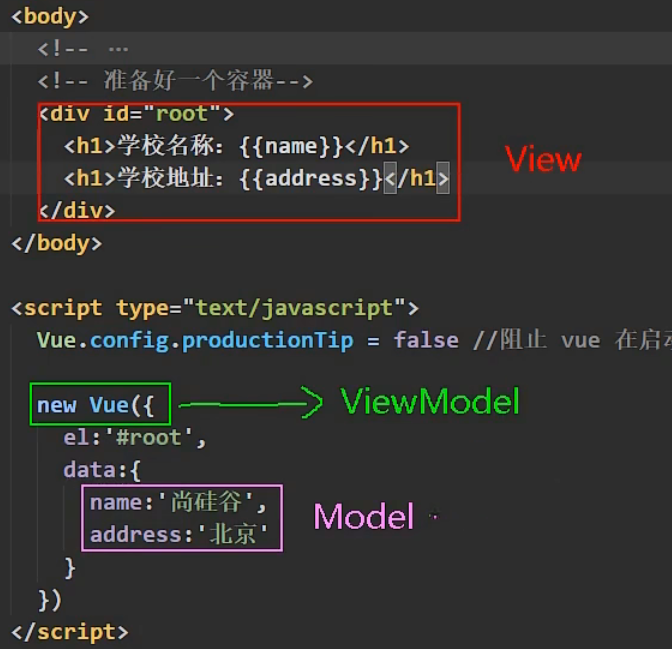 <body>
<!-- ...
<!-- 准备好一个容器-->
<div id="root">
<h1>学校名称：{{name}}</h1>
<h1>学校地址：{{address}}</h1>
</div>
View
</body>
<script type="text/javascript">
Vue.config.productionTip = false //阻止 vue 在启
new Vue({
ViewModel
el:'#root',
data:{
name:'尚硅谷',
address:'北京'
Model
}
})
</script>